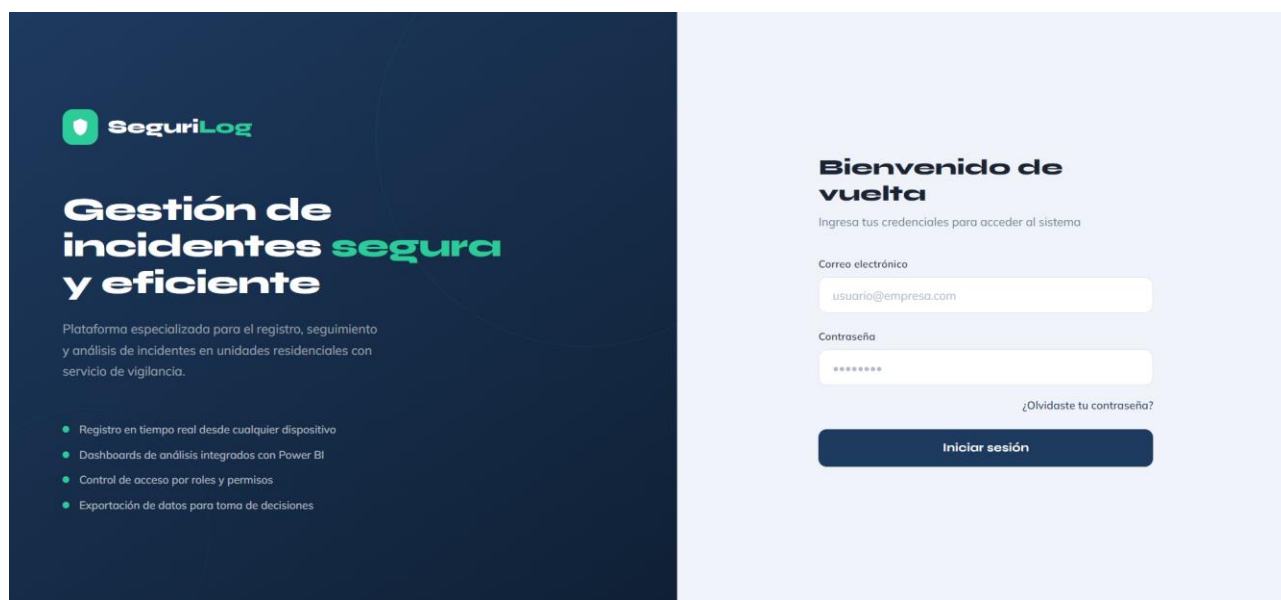 SeguriLog
Gestión de
incidentes segura
y eficiente
Plataforma especializada para el registro, seguimiento
y análisis de incidentes en unidades residenciales con
servicio de vigilancia.
Registro en tiempo real desde cualquier dispositivo
Dashboards de análisis integrados con Power BI
Control de acceso por roles y permisos
Exportación de datos para toma de decisiones
Bienvenido de
vuelta
Ingresa tus credenciales para acceder al sistema
Correo electrónico
usuario@empresa.com
Contraseña
••••••••
¿Olvidaste tu contraseña?
Iniciar sesión